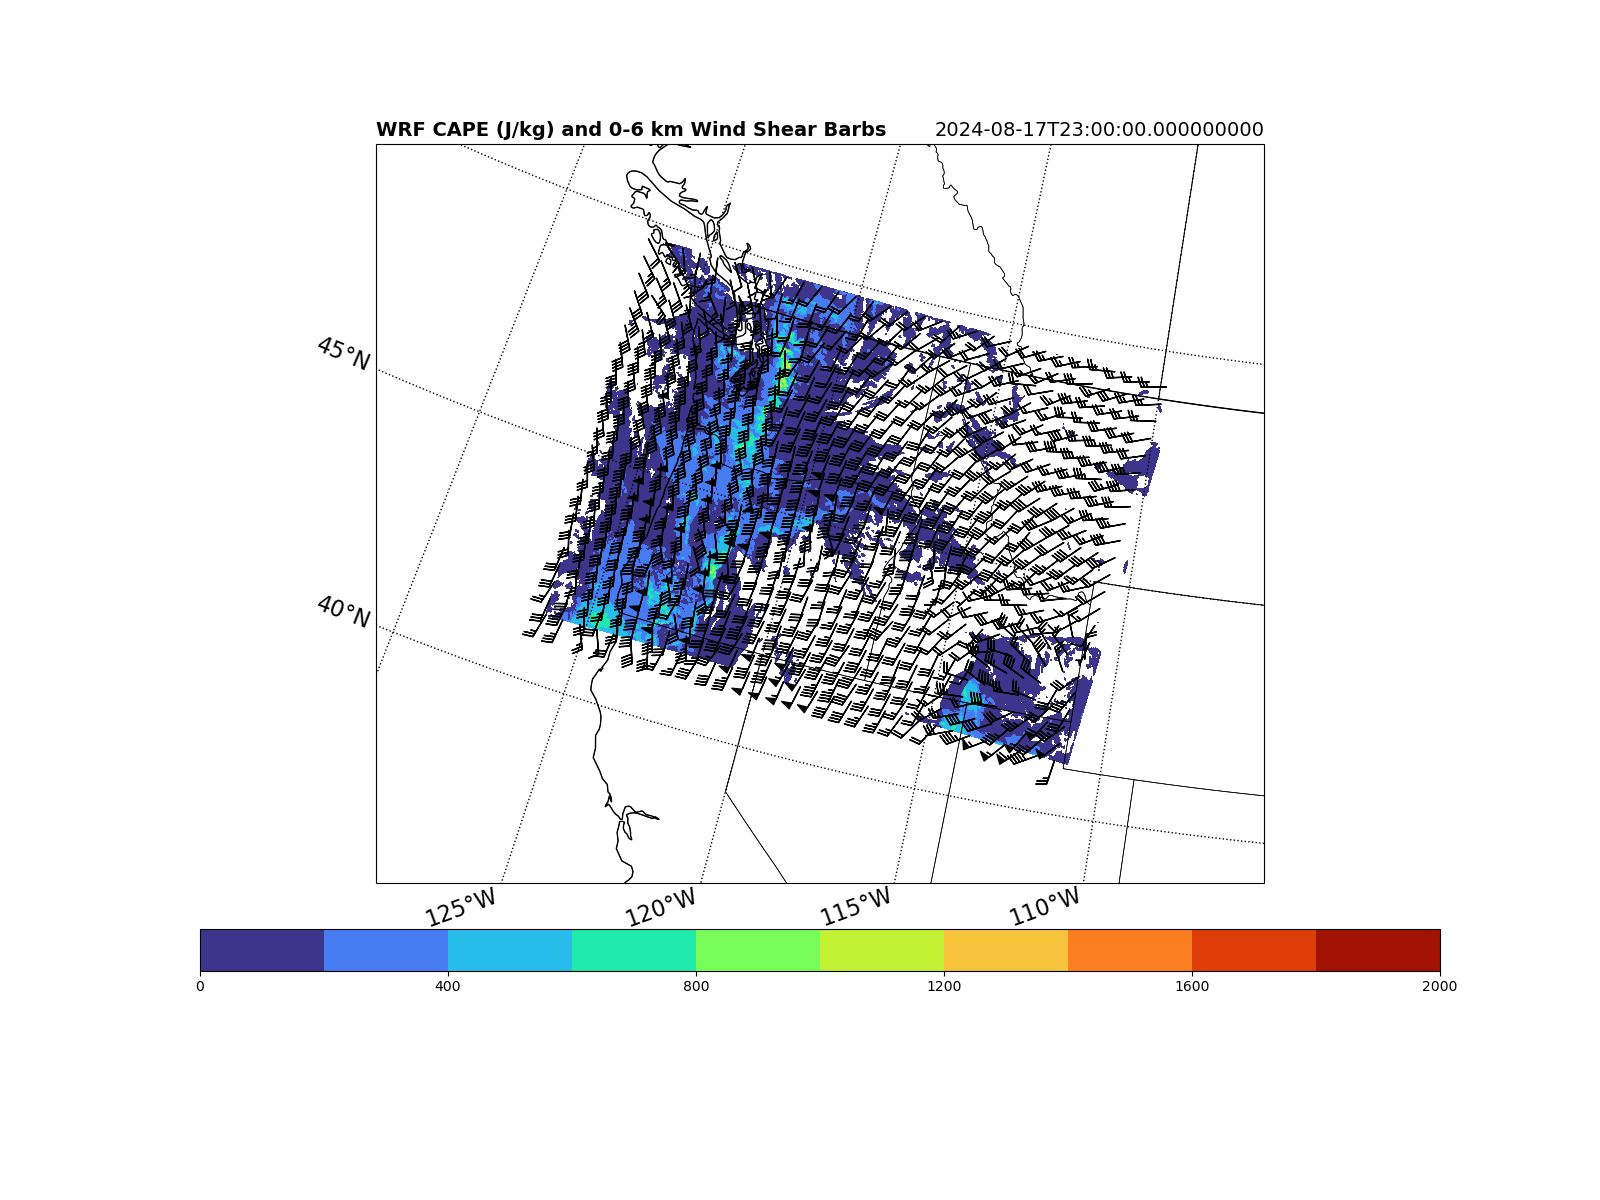 WRF CAPE (J/kg) and 0-6 km Wind Shear Barbs 2024-08-17T23:00:00.000000000
45°N
40°N
125°W 120°W 115°W 110°W
0 400 800 1200 1600 2000